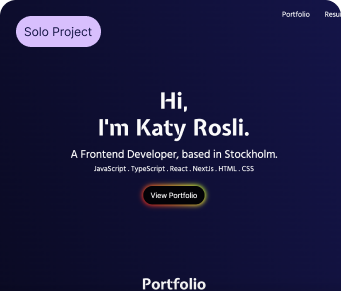 Portfolio
Solo Project
Hi,
I'm Katy Rosli.
A Frontend Developer, based in Stockholm.
JavaScript . TypeScript . React . NextJs . HTML . CSS
View Portfolio
Portfolio